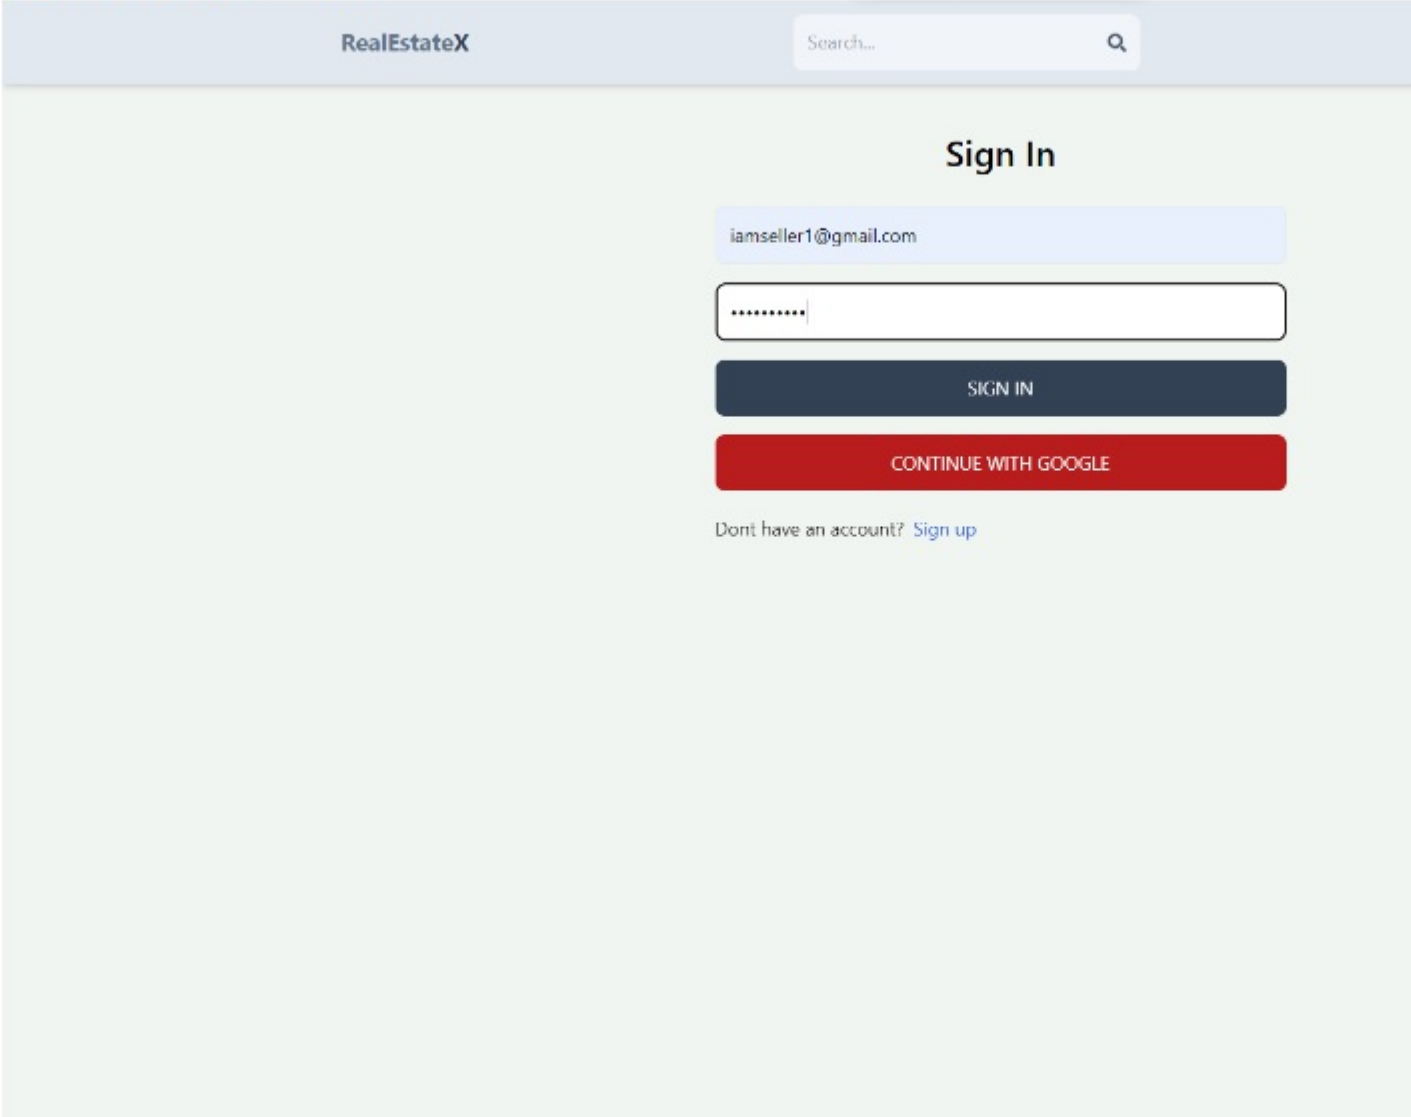 RealEstateX Search...
Sign In
iamseller1@gmail.com
••••••••••
SIGN IN
CONTINUE WITH GOOGLE
Dont have an account? Sign up